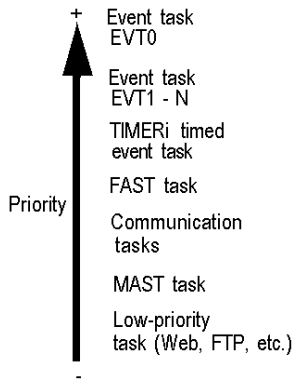 +
Event task
EVT0
Event task
EVT1 - N
TIMERi timed
event task
FAST task
Priority
Communication
tasks
MAST task
Low-priority
task (Web, FTP, etc.)
-